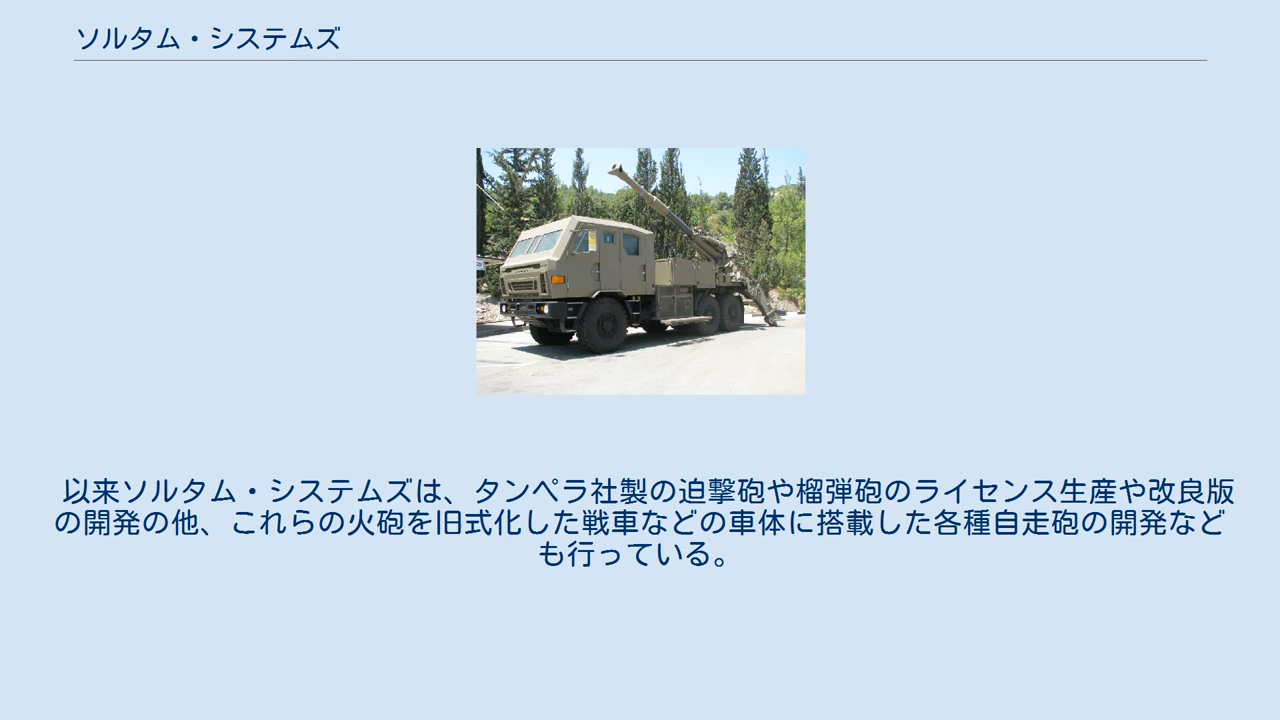 ソルタム・システムズ
以来ソルタム・システムズは、タンペラ社製の迫撃砲や榴弾砲のライセンス生産や改良版
の開発の他、これらの火砲を旧式化した戦車などの車体に搭載した各種自走砲の開発など
も行っている。